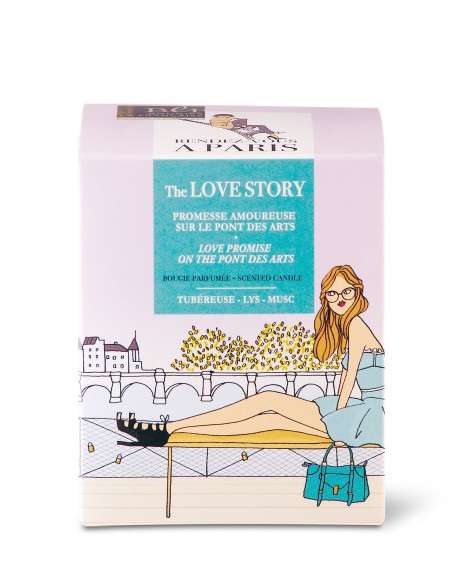 RENDEZ-VOUS
A PARIS
The LOVE STORY
PROMESSE AMOUREUSE
SUR LE PONT DES ARTS
•
LOVE PROMISE
ON THE PONT DES ARTS
BOUGIE PARFUMÉE - SCENTED CANDLE
TUBÉREUSE - LYS - MUSC